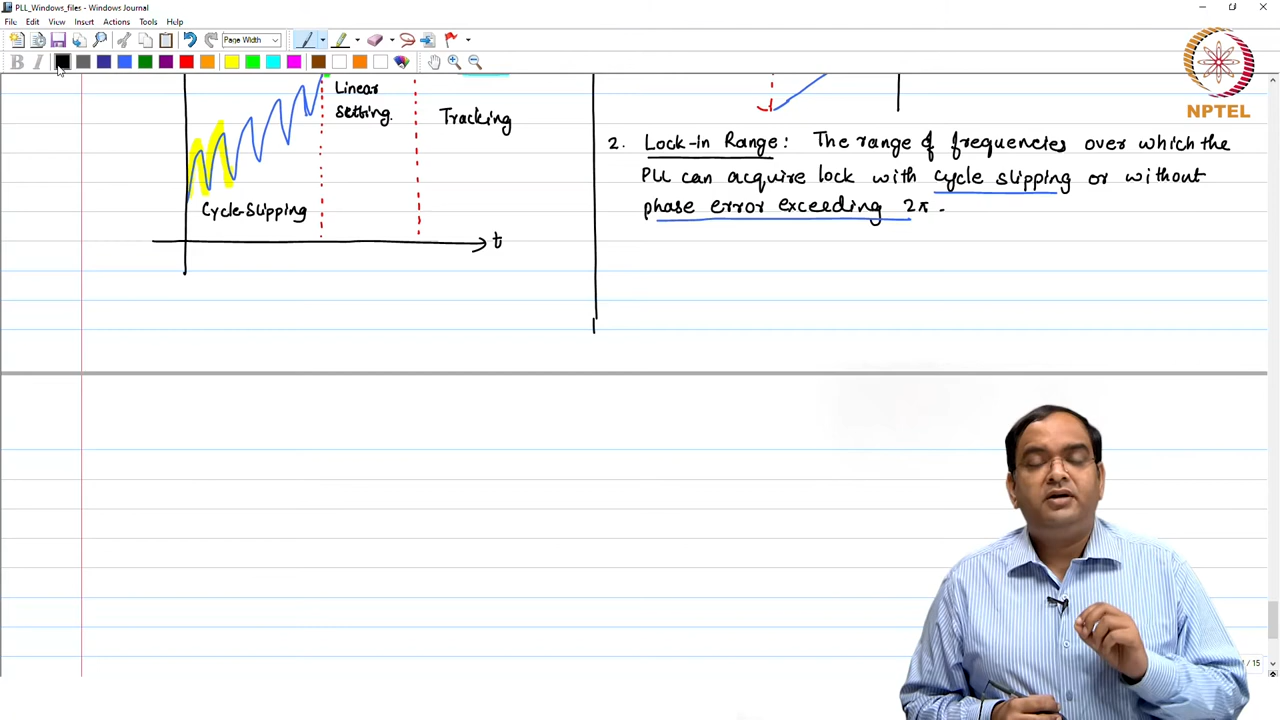 PLL_Windows_files - Windows Journal
File Edit View Insert Actions Tools Help
Page Width
B I
NPTEL
Linear
Settling.
Tracking
Cycle-Slipping
t
2. Lock-In Range: The range of frequencies over which the
PLL can acquire lock with cycle slipping or without
phase error exceeding 2π.
/ 15